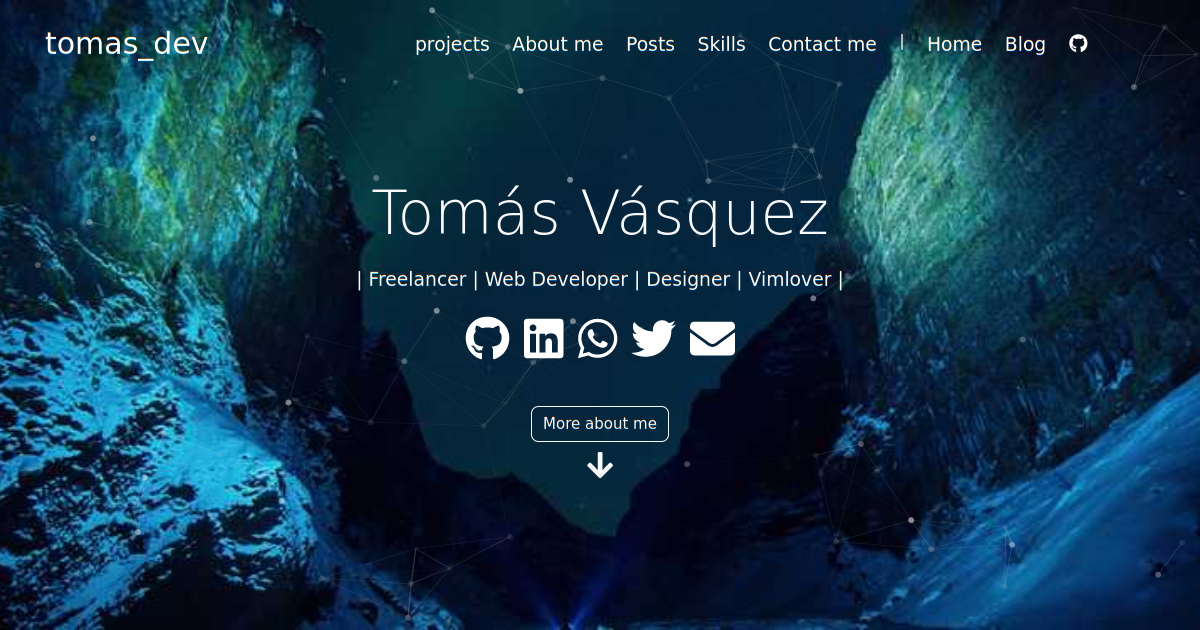 tomas_dev
projects About me Posts Skills Contact me | Home Blog
Tomás Vásquez
| Freelancer | Web Developer | Designer | Vimlover |
More about me